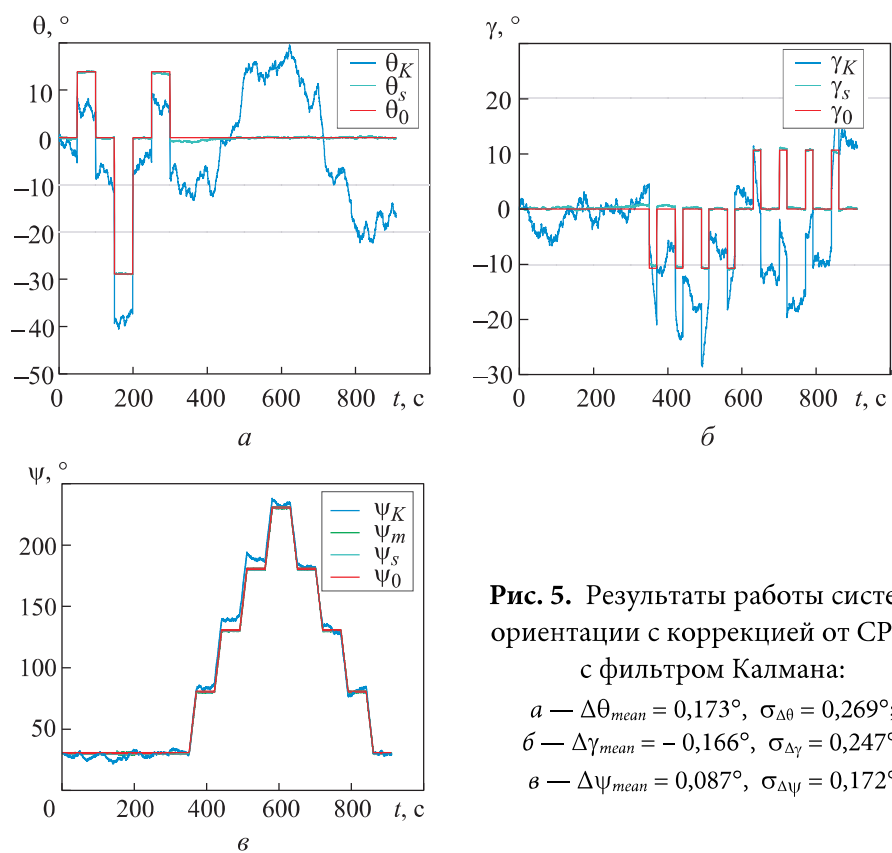 θ, °
10
0
−10
−20
−30
−40
−50
0 200 400 600 800 t, с
θK
θs
θ0
а
γ, °
20
10
0
−10
−20
−30
0 200 400 600 800 t, с
γK
γs
γ0
б
ψ, °
200
150
100
50
0 200 400 600 800 t, с
ψK
ψm
ψs
ψ0
в
Рис. 5. Результаты работы систе
ориентации с коррекцией от СР
с фильтром Калмана:
а — Δθmean = 0,173°, σΔθ = 0,269°;
б — Δγmean = – 0,166°, σΔγ = 0,247°
в — Δψmean = 0,087°, σΔψ = 0,172°